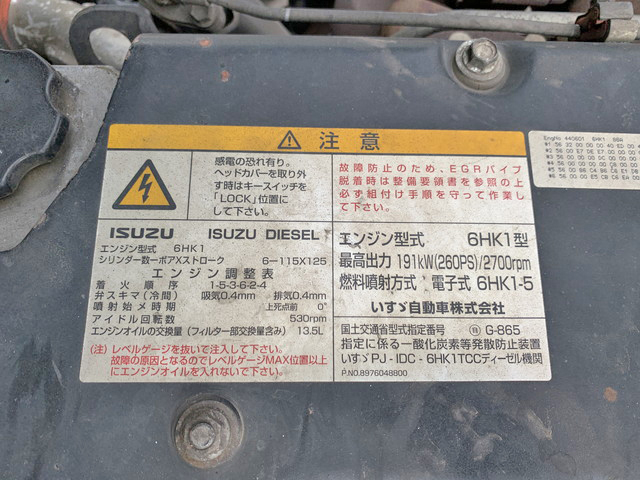 注意
感電の恐れ有り。
ヘッドカバーを取り外
す時はキースイッチを
「LOCK」位置に
して下さい。
故障防止のため、EGRパイプ
脱着時は整備要領書を参照の上
必ず組付け手順を守って作業し
て下さい。
ISUZU ISUZU DIESEL
エンジン型式 6HK1
シリンダー数ーボアXストローク 6-115X125
エンジン調整表
着火順序 1-5-3-6-2-4
弁スキマ(冷間) 吸気0.4mm 排気0.4mm
噴射始メ時期 上死点前 0°
アイドル回転数 530rpm
エンジンオイルの交換量(フィルター部交換量含み) 13.5L
(注)レベルゲージを抜いて注入して下さい。
故障の原因となるのでレベルゲージMAX位置以上
にエンジンオイルを入れないで下さい。
エンジン型式 6HK1型
最高出力 191kW(260PS)/2700rpm
燃料噴射方式 電子式 6HK1-5
いすゞ自動車株式会社
国土交通省型式指定番号 G-865
指定に係る一酸化炭素等発散防止装置
いすゞPJ-IDC-6HK1TCCディーゼル機関
P.NO.8976048800
EngNo 440601 6HK1